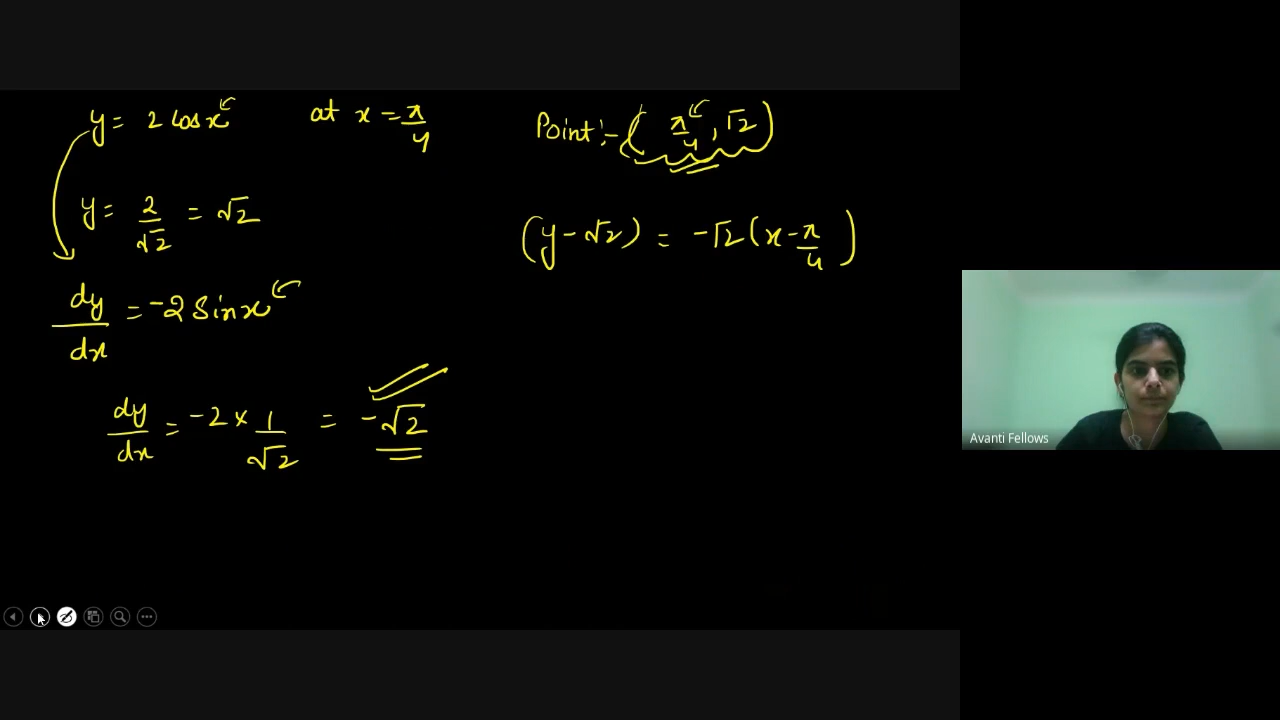 y = 2 cos x at x = π/4
y = 2/√2 = √2
dy/dx = -2 sin x
dy/dx = -2 × 1/√2 = -√2
Point :- (π/4, √2)
(y - √2) = -√2 (x - π/4)
Avanti Fellows